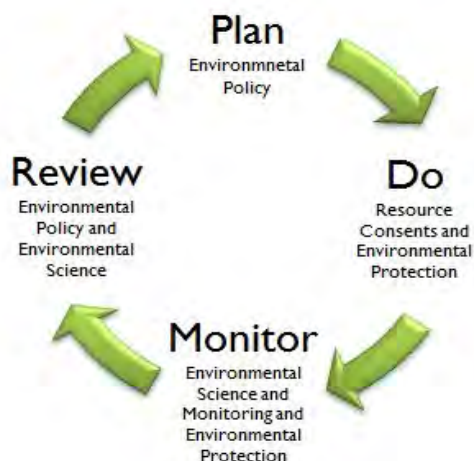 Plan
Environmnetal
Policy
Do
Resource
Consents and
Environmental
Protection
Monitor
Environmental
Science and
Monitoring and
Environmental
Protection
Review
Environmental
Policy and
Environmental
Science